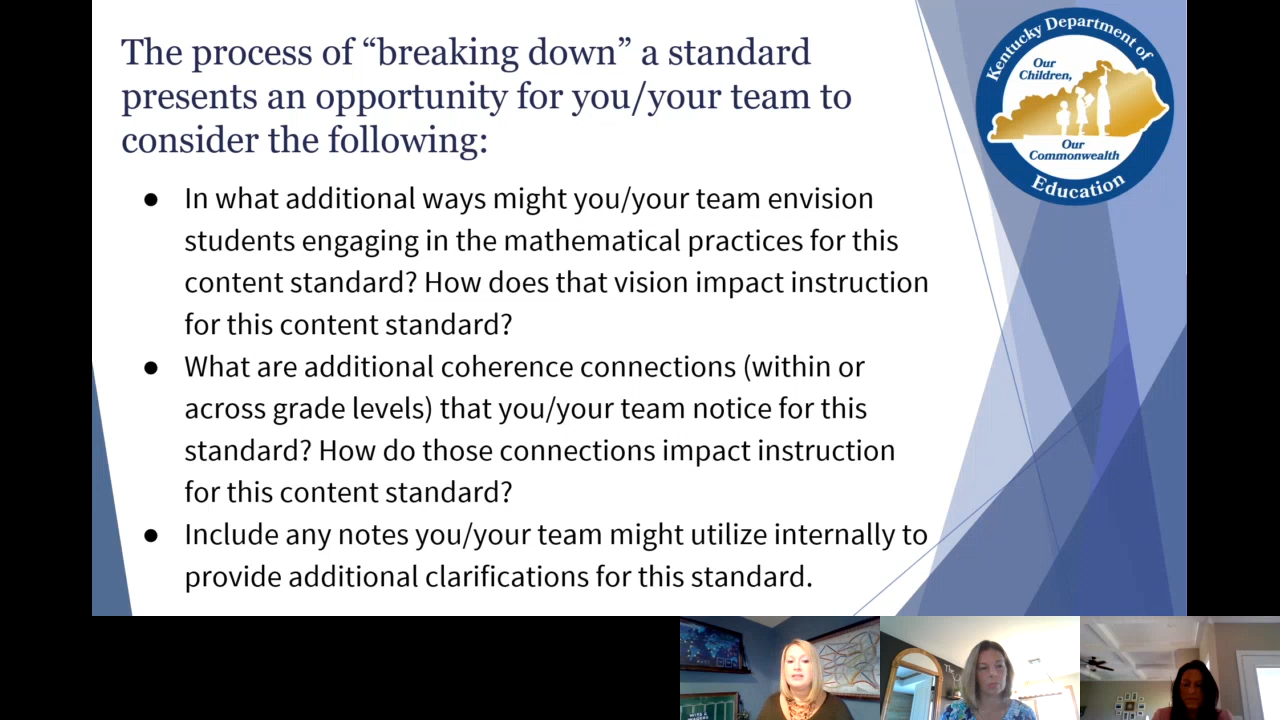 The process of “breaking down” a standard
presents an opportunity for you/your team to
consider the following:
● In what additional ways might you/your team envision
students engaging in the mathematical practices for this
content standard? How does that vision impact instruction
for this content standard?
● What are additional coherence connections (within or
across grade levels) that you/your team notice for this
standard? How do those connections impact instruction
for this content standard?
● Include any notes you/your team might utilize internally to
provide additional clarifications for this standard.
Kentucky Department of
Our
Children,
Our
Commonwealth
Education
The